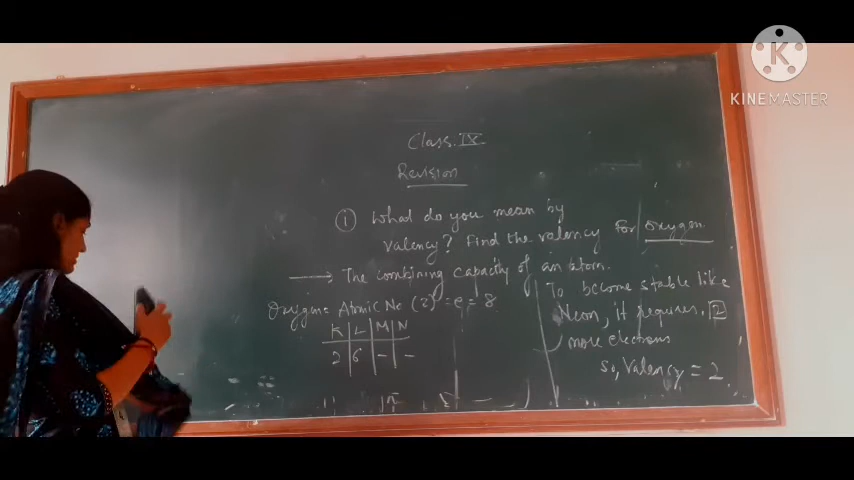 KINEMASTER
Class IX
Revision
① What do you mean by
valency? Find the valency for oxygen.
→ The combining capacity of an atom.
Oxygen = Atomic No (Z) = e = 8
K L M N
2 6 – –
To become stable like
Neon, it requires 2
more electrons
So, Valency = 2